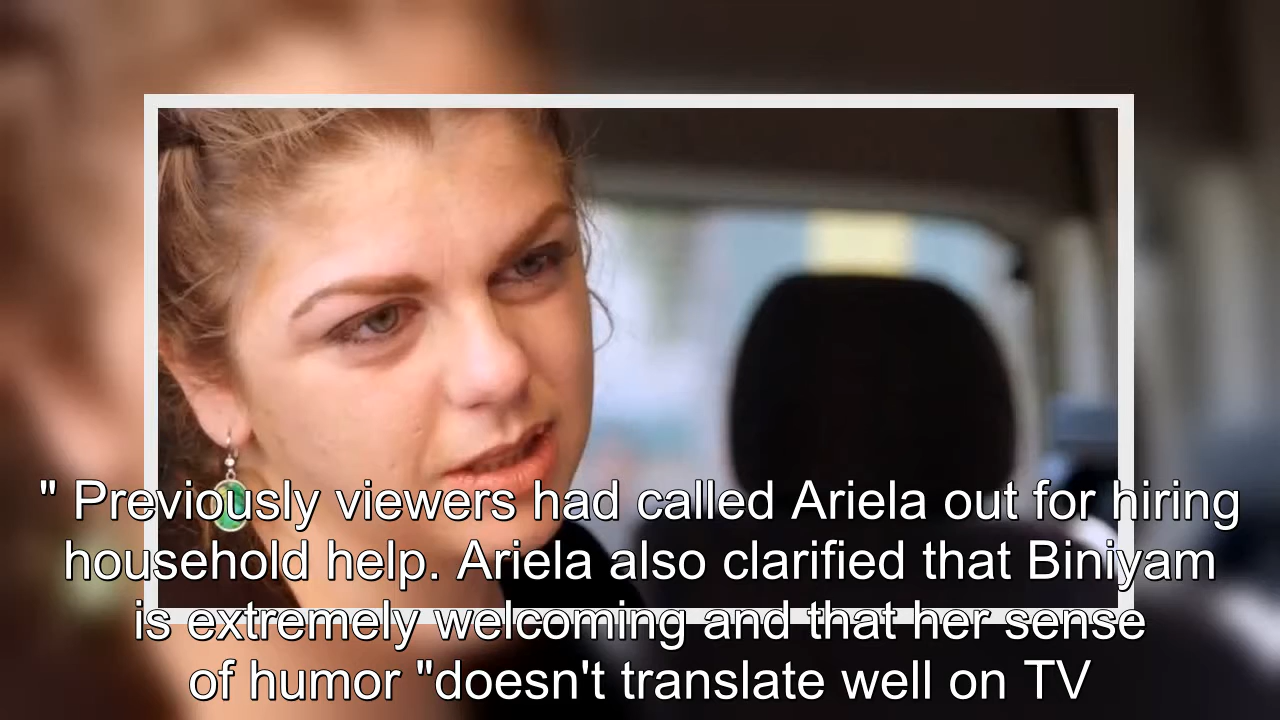 " Previously viewers had called Ariela out for hiring
household help. Ariela also clarified that Biniyam
is extremely welcoming and that her sense
of humor "doesn't translate well on TV